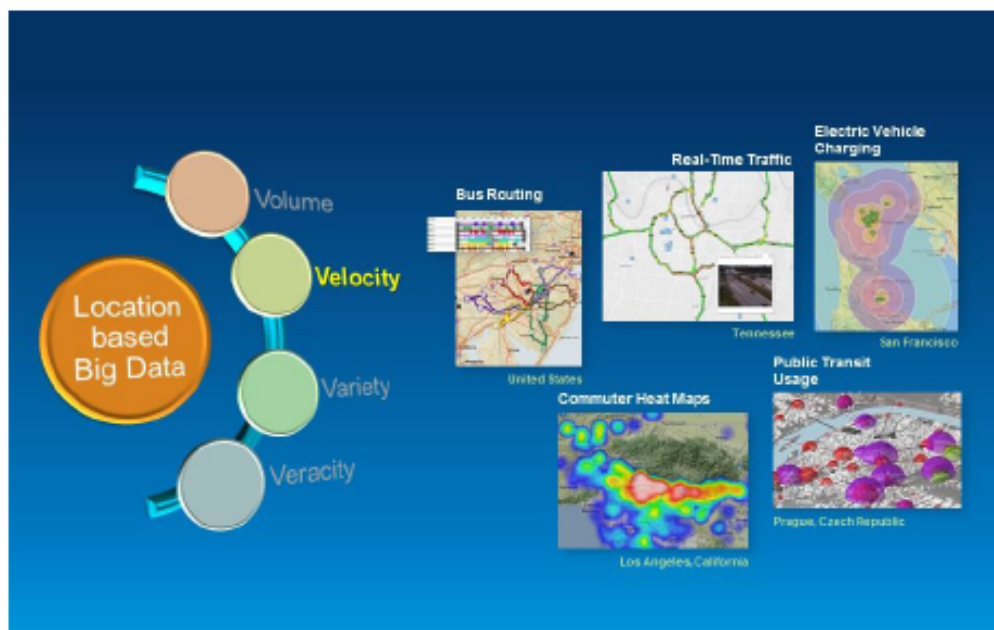 Location
based
Big Data
Volume
Velocity
Variety
Veracity
Bus Routing
United States
Real-Time Traffic
Tennessee
Electric Vehicle
Charging
San Francisco
Commuter Heat Maps
Los Angeles, California
Public Transit
Usage
Prague, Czech Republic